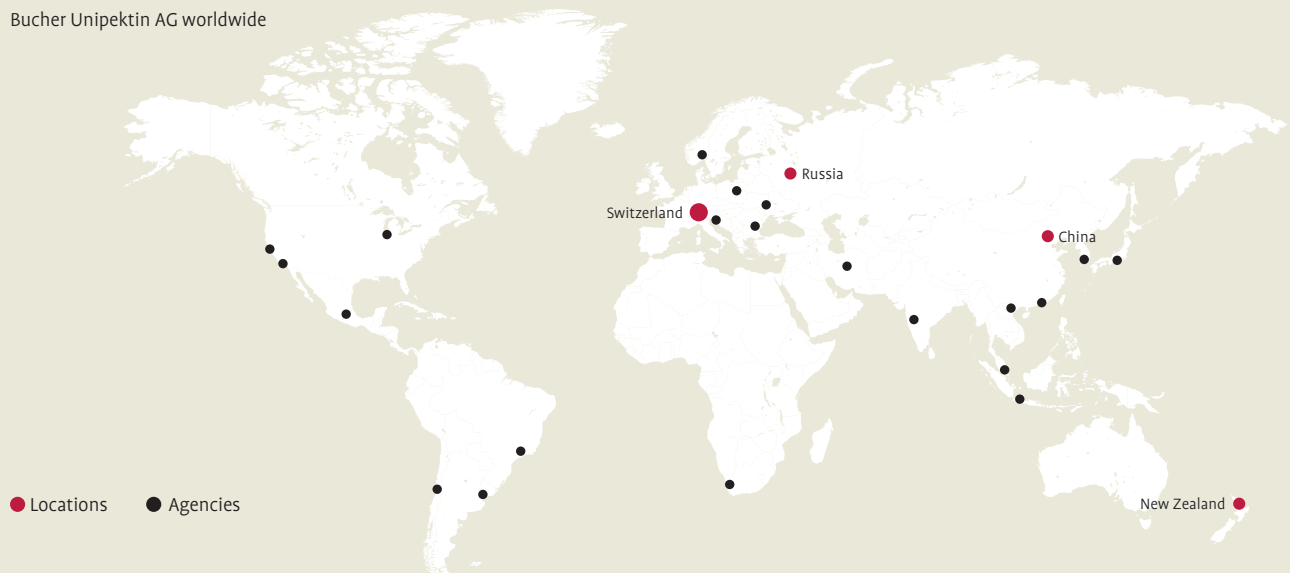 Bucher Unipektin AG worldwide
Russia
Switzerland
China
New Zealand
Locations
Agencies